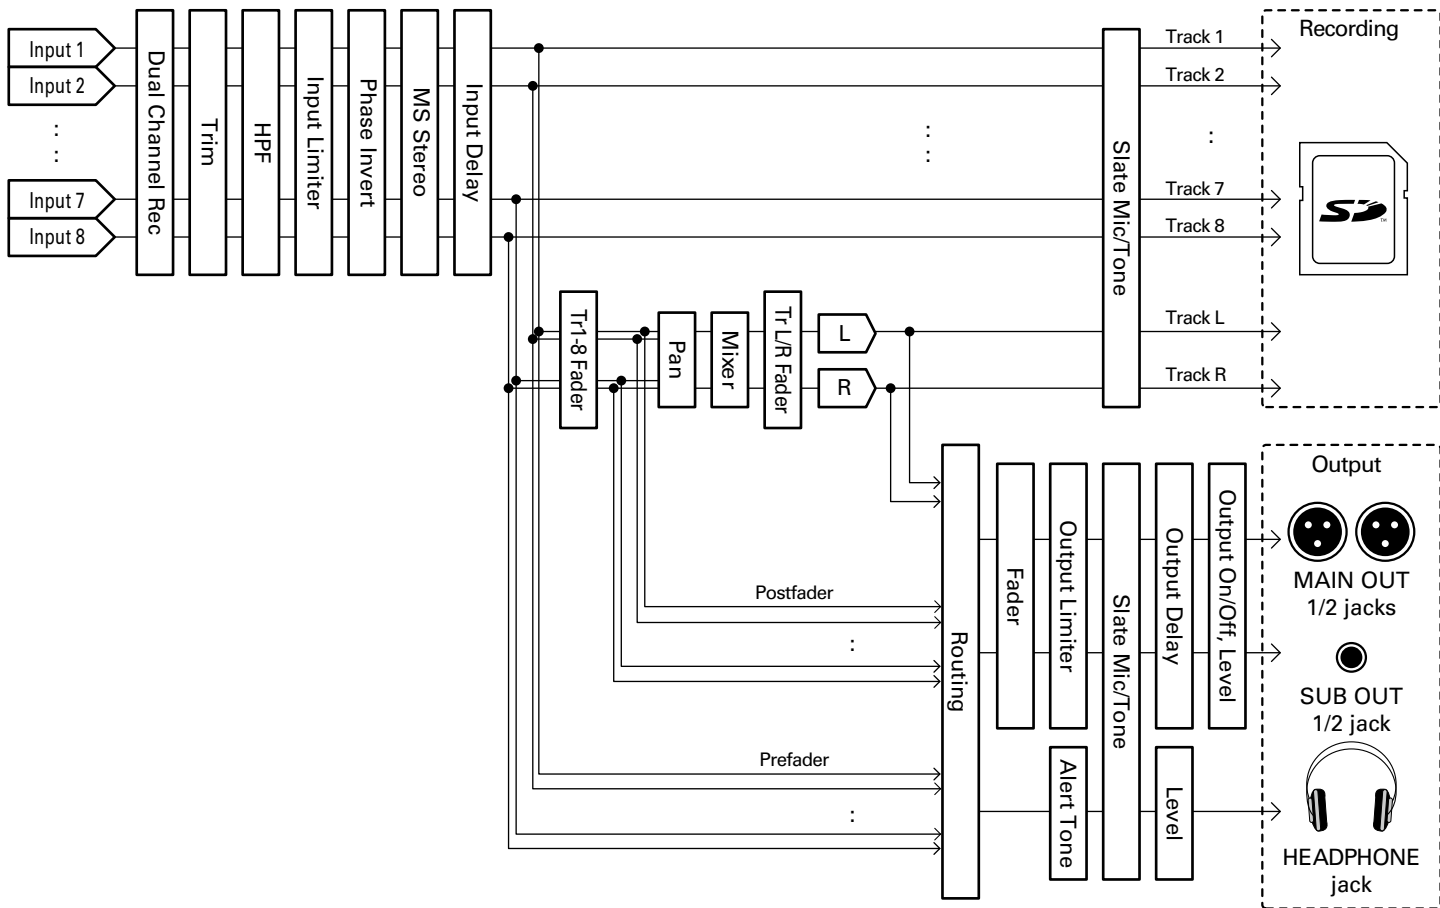 Input 1
Input 2
:
:
Input 7
Input 8
Dual Channel Rec
Trim
HPF
Input Limiter
Phase Invert
MS Stereo
Input Delay
:
:
Slate Mic/Tone
Track 1
Track 2
:
Track 7
Track 8
Track L
Track R
Recording
SD
TM
Tr1-8 Fader
Pan
Mixer
Tr L/R Fader
L
R
Postfader
:
Prefader
:
Routing
Fader
Output Limiter
Alert Tone
Slate Mic/Tone
Output Delay
Level
Output On/Off, Level
Output
MAIN OUT
1/2 jacks
SUB OUT
1/2 jack
HEADPHONE
jack